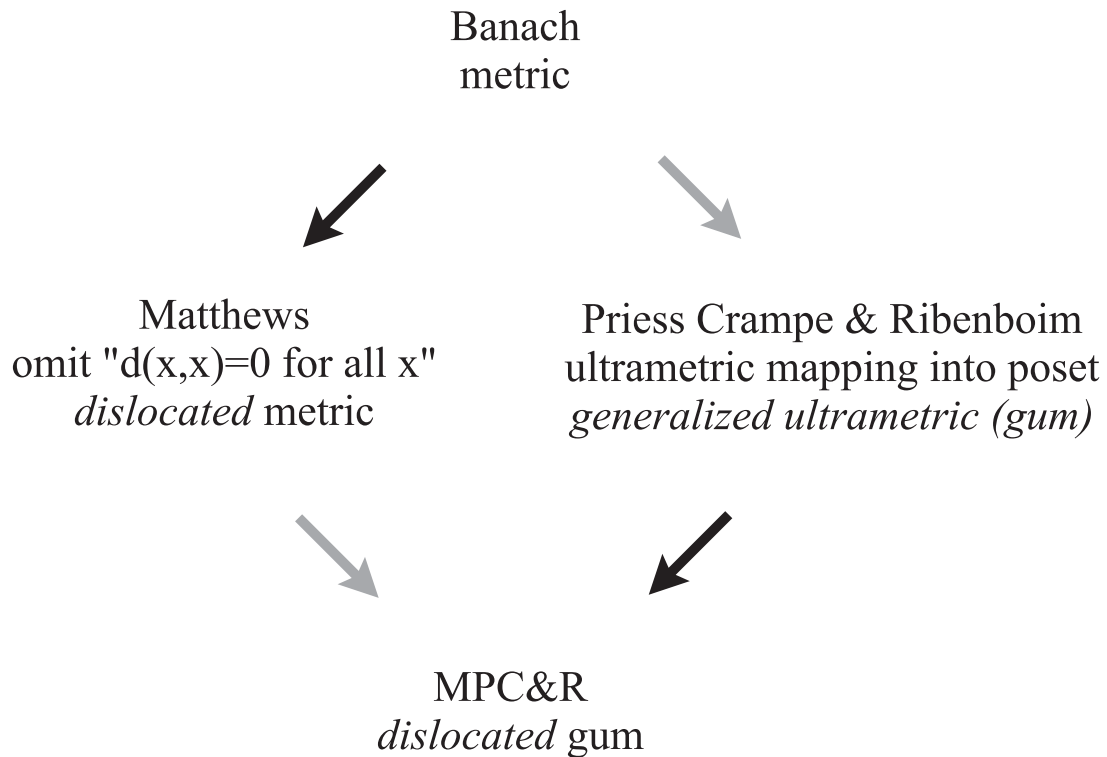 Banach
metric
Matthews
omit "d(x,x)=0 for all x"
dislocated metric
Priess Crampe & Ribenboim
ultrametric mapping into poset
generalized ultrametric (gum)
MPC&R
dislocated gum